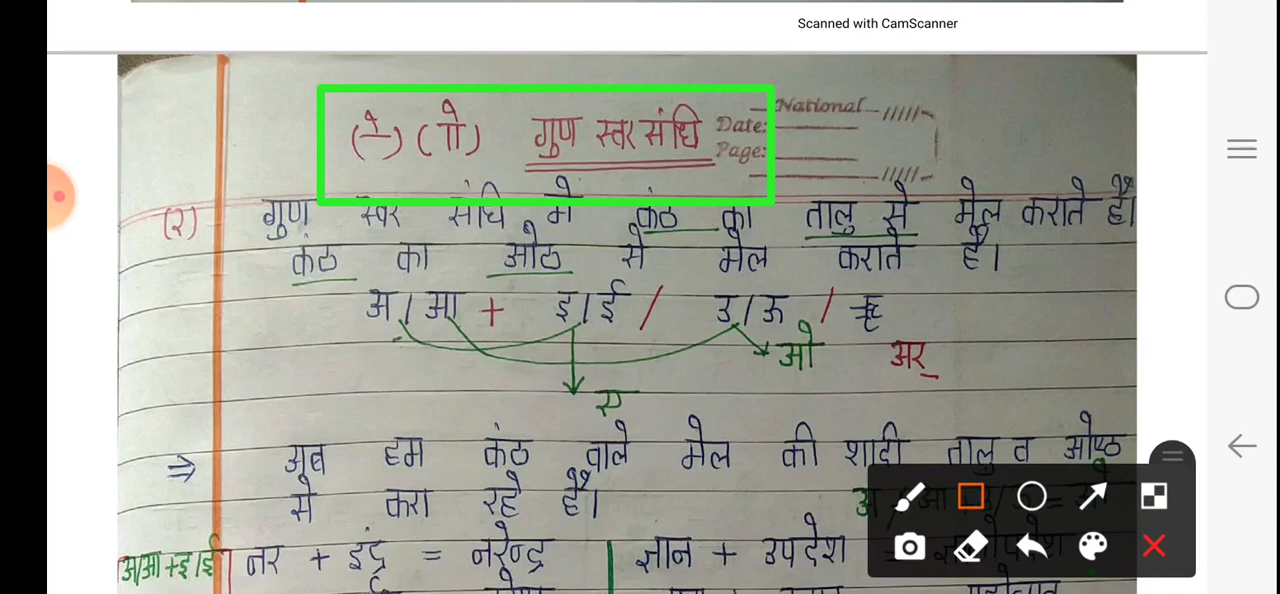 Scanned with CamScanner
National
(े) (ो) गुण स्वर संधि
Date:
Page:
(२) गुण स्वर संधि में कंठ का तालु से मेल कराते हैं।
कंठ का ओठ से मेल कराते है।
अ/आ + इ/ई / उ/ऊ / ऋ
ओ अर्
ए
⇒ अब हम कंठ वाले मेल की शादी तालु व ओष्ठ
से करा रहे हैं।
अ/आ+इ/ई नर + इंद्र = नरेन्द्र ज्ञान + उपदेश